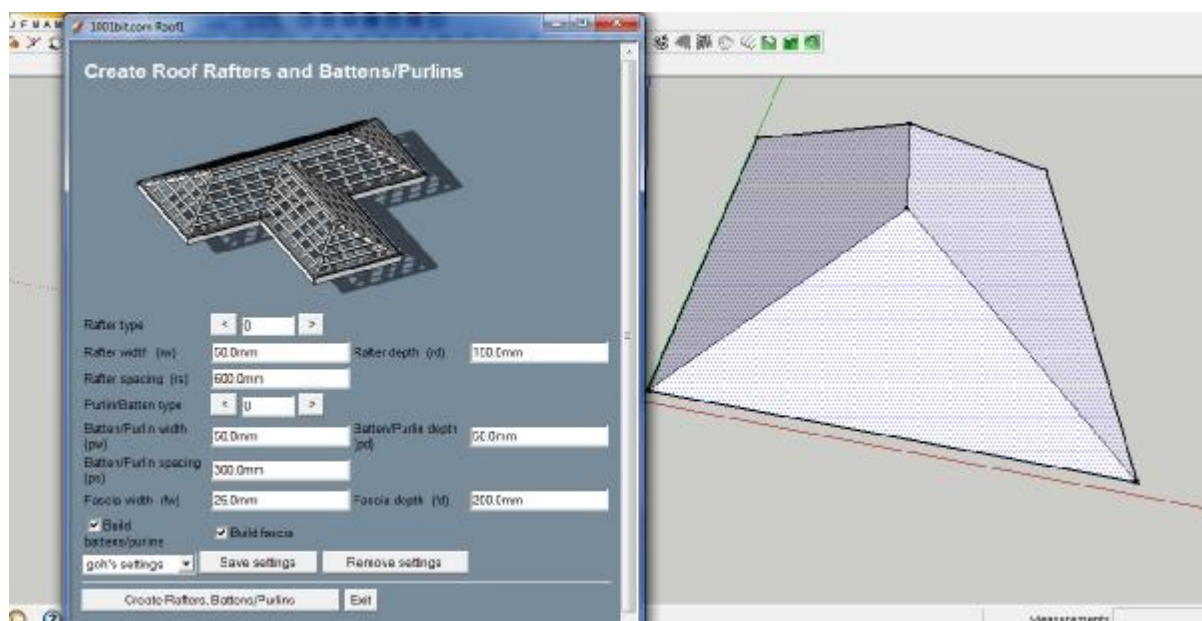 J F M A M
1001bit.com Roof1
Create Roof Rafters and Battens/Purlins
Rafter type < 0 >
Rafter width (rw) 50.0mm Rafter depth (rd) 150.0mm
Rafter spacing (rs) 600.0mm
Purlin/Batten type < 0 >
Batten/Purlin width (pw) 50.0mm Batten/Purlin depth (pd) 50.0mm
Batten/Purlin spacing (ps) 300.0mm
Fascia width (fw) 25.0mm Fascia depth (fd) 200.0mm
Build battens/purlins Build fascia
goh's settings Save settings Remove settings
Create Rafters, Battens/Purlins Exit
Measurements